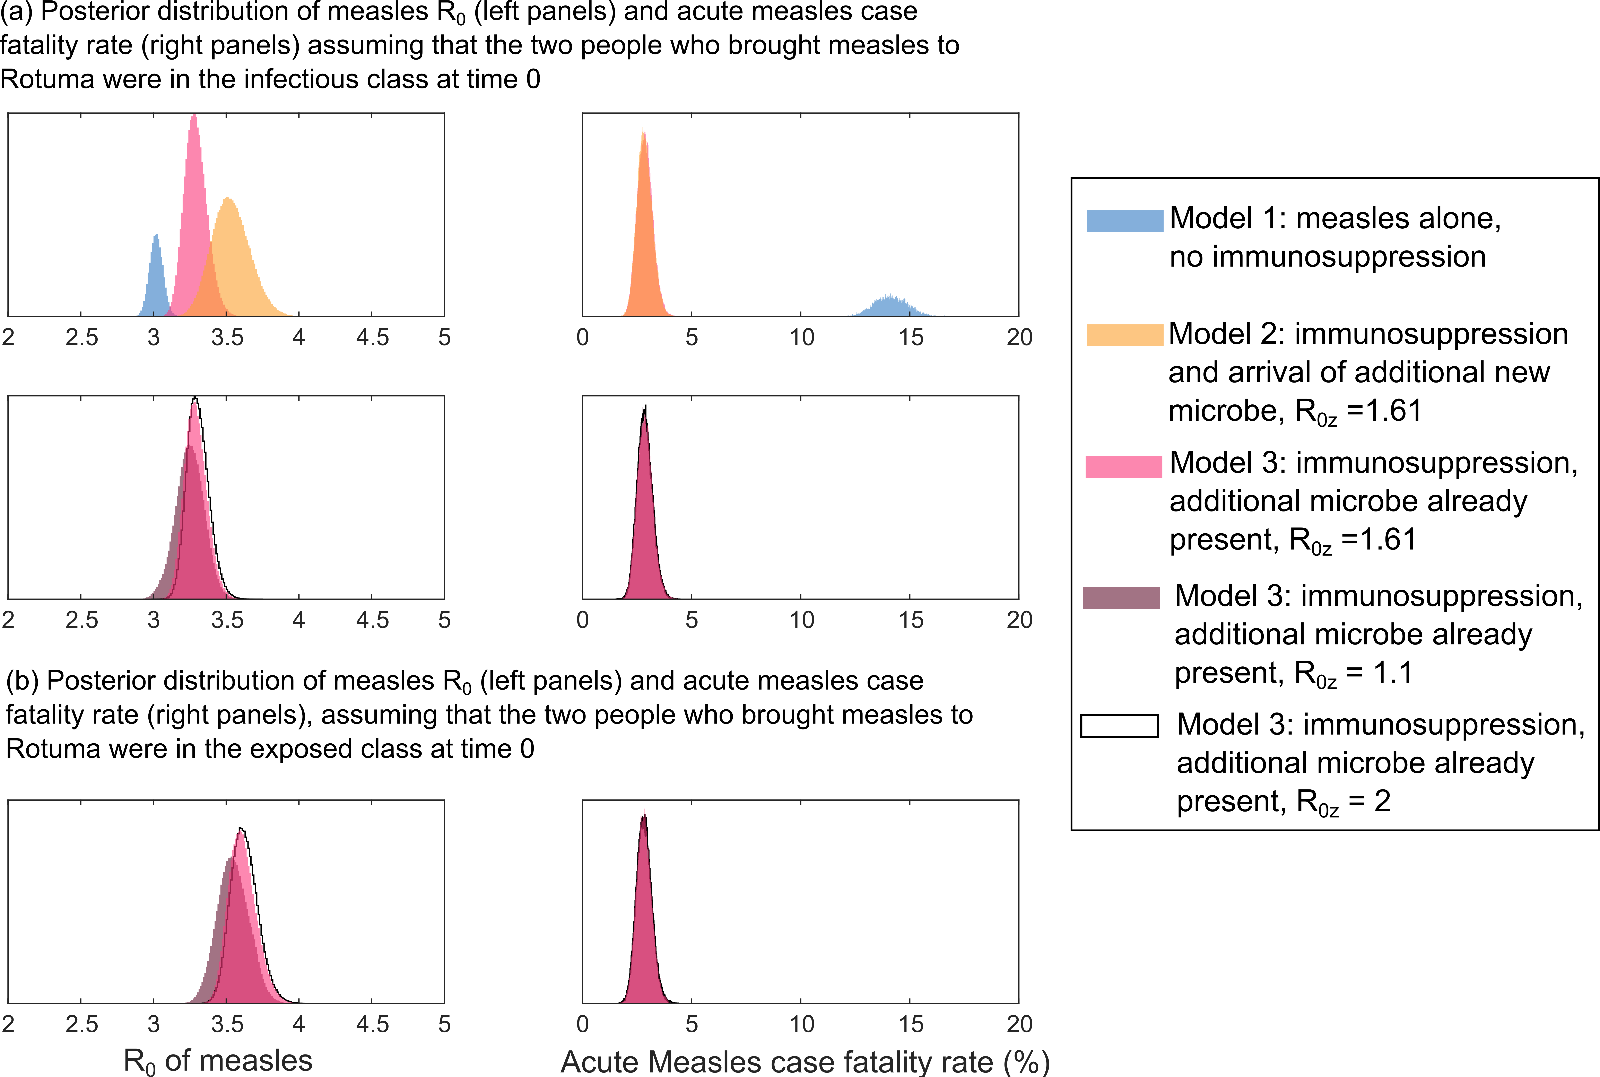 (a) Posterior distribution of measles R0 (left panels) and acute measles case
fatality rate (right panels) assuming that the two people who brought measles to
Rotuma were in the infectious class at time 0
2 2.5 3 3.5 4 4.5 5
0 5 10 15 20
2 2.5 3 3.5 4 4.5 5
0 5 10 15 20
(b) Posterior distribution of measles R0 (left panels) and acute measles case
fatality rate (right panels), assuming that the two people who brought measles to
Rotuma were in the exposed class at time 0
2 2.5 3 3.5 4 4.5 5
0 5 10 15 20
R0 of measles
Acute Measles case fatality rate (%)
Model 1: measles alone,
no immunosuppression
Model 2: immunosuppression
and arrival of additional new
microbe, R0z =1.61
Model 3: immunosuppression,
additional microbe already
present, R0z =1.61
Model 3: immunosuppression,
additional microbe already
present, R0z = 1.1
Model 3: immunosuppression,
additional microbe already
present, R0z = 2